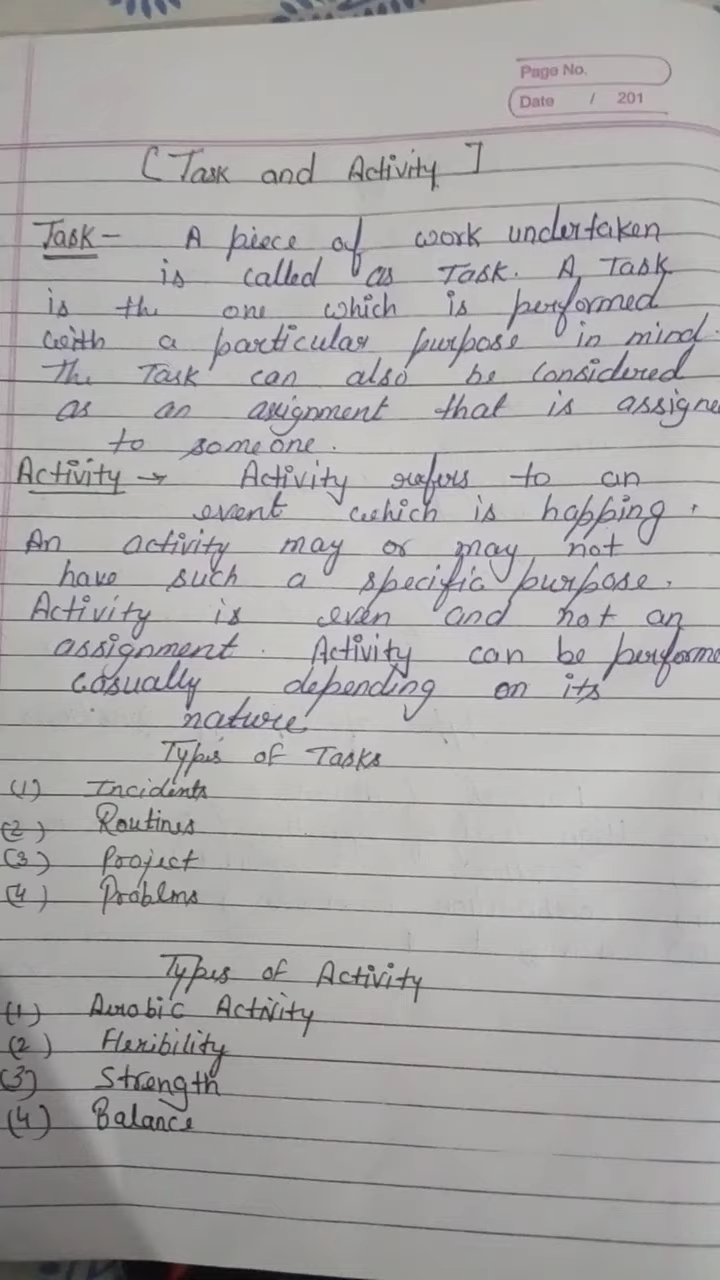 Page No.
Date / 201
[Task and Activity]
Task - A piece of work undertaken
is called as Task. A Task
is the one which is performed
with a particular purpose in mind.
The Task can also be Considered
as an assignment that is assigne
to someone.
Activity → Activity refers to an
event which is happing.
An activity may or may not
have such a specific purpose.
Activity is even and not an
assignment. Activity can be performe
casually depending on its
nature
Types of Tasks
(1) Incidents
(2) Routines
(3) Project
(4) Problms
Types of Activity
(1) Aerobic Activity
(2) Flexibility
(3) Strength
(4) Balance